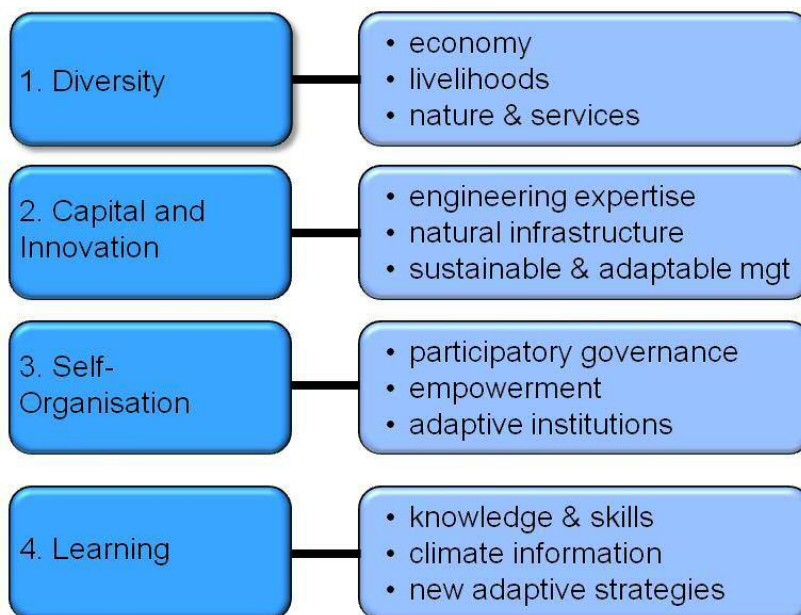 1. Diversity
• economy
• livelihoods
• nature & services
2. Capital and
Innovation
• engineering expertise
• natural infrastructure
• sustainable & adaptable mgt
3. Self-
Organisation
• participatory governance
• empowerment
• adaptive institutions
4. Learning
• knowledge & skills
• climate information
• new adaptive strategies